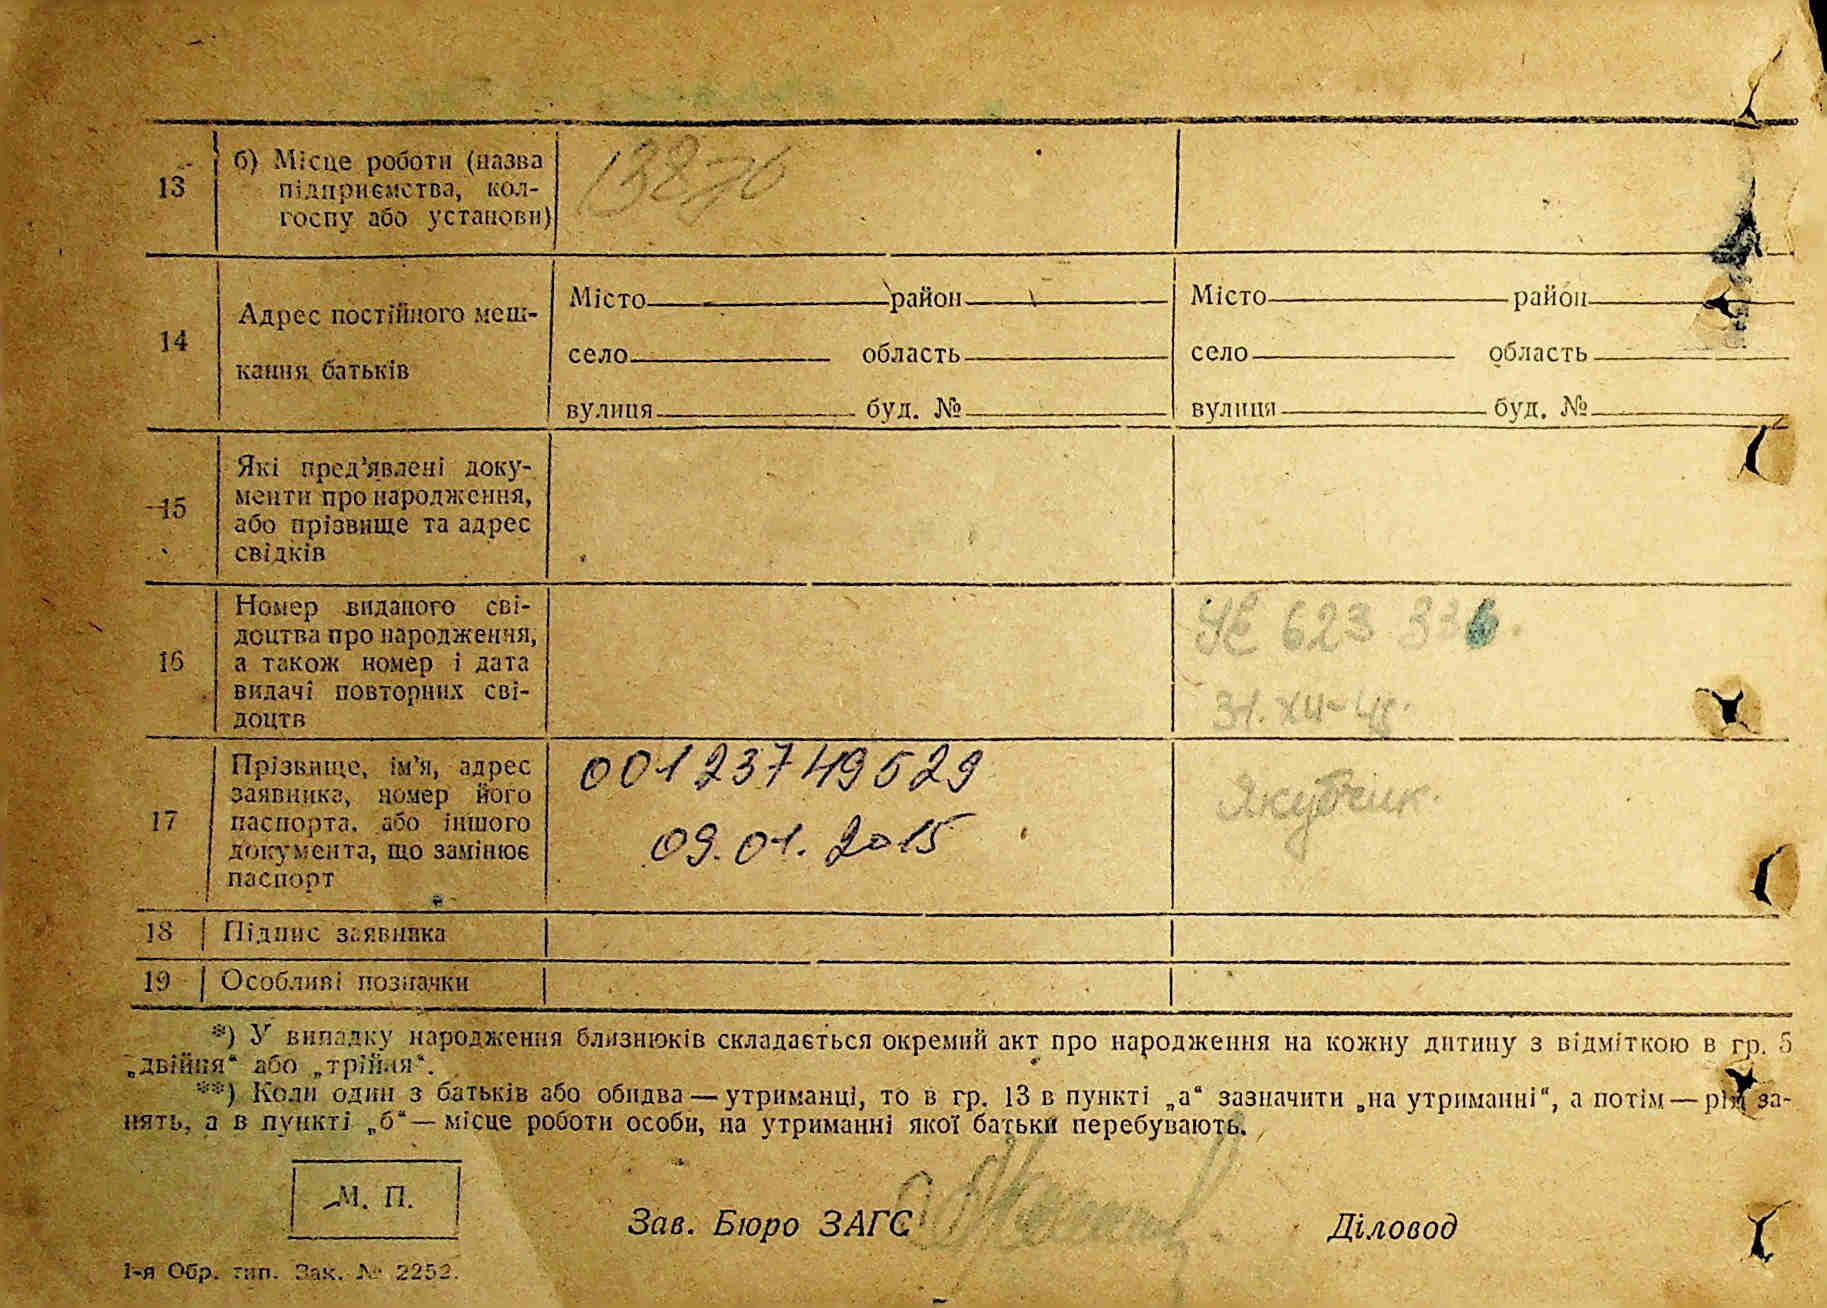 13
б) Місце роботи (назва
підприємства, кол-
госпу або установи)
13876
14
Адрес постійного меш-
кання батьків
Місто район
село область
вулиця буд. №
Місто район
село область
вулиця буд. №
15
Які пред’явлені доку-
менти про народження,
або прізвище та адрес
свідків
16
Номер виданого сві-
доцтва про народження,
а також номер і дата
видачі повторних сві-
доцтв
623
31. XII-
17
Прізвище, ім’я, адрес
заявника, номер його
паспорта, або іншого
документа, що замінює
паспорт
00123749529
09.01.2015
Якубчик.
18 Підпис заявника
19 Особливі позначки
*) У випадку народження близнюків складається окремий акт про народження на кожну дитину з відміткою в гр. 5
„двійня“ або „трійня“.
**) Коли один з батьків або обидва — утриманці, то в гр. 13 в пункті „а“ зазначити „на утриманні“, а потім — рід за-
нять, а в пункті „б“ — місце роботи особи, на утриманні якої батьки перебувають.
М. П.
Зав. Бюро ЗАГС
Діловод
1-я Обр. тип. Зак. № 2252.